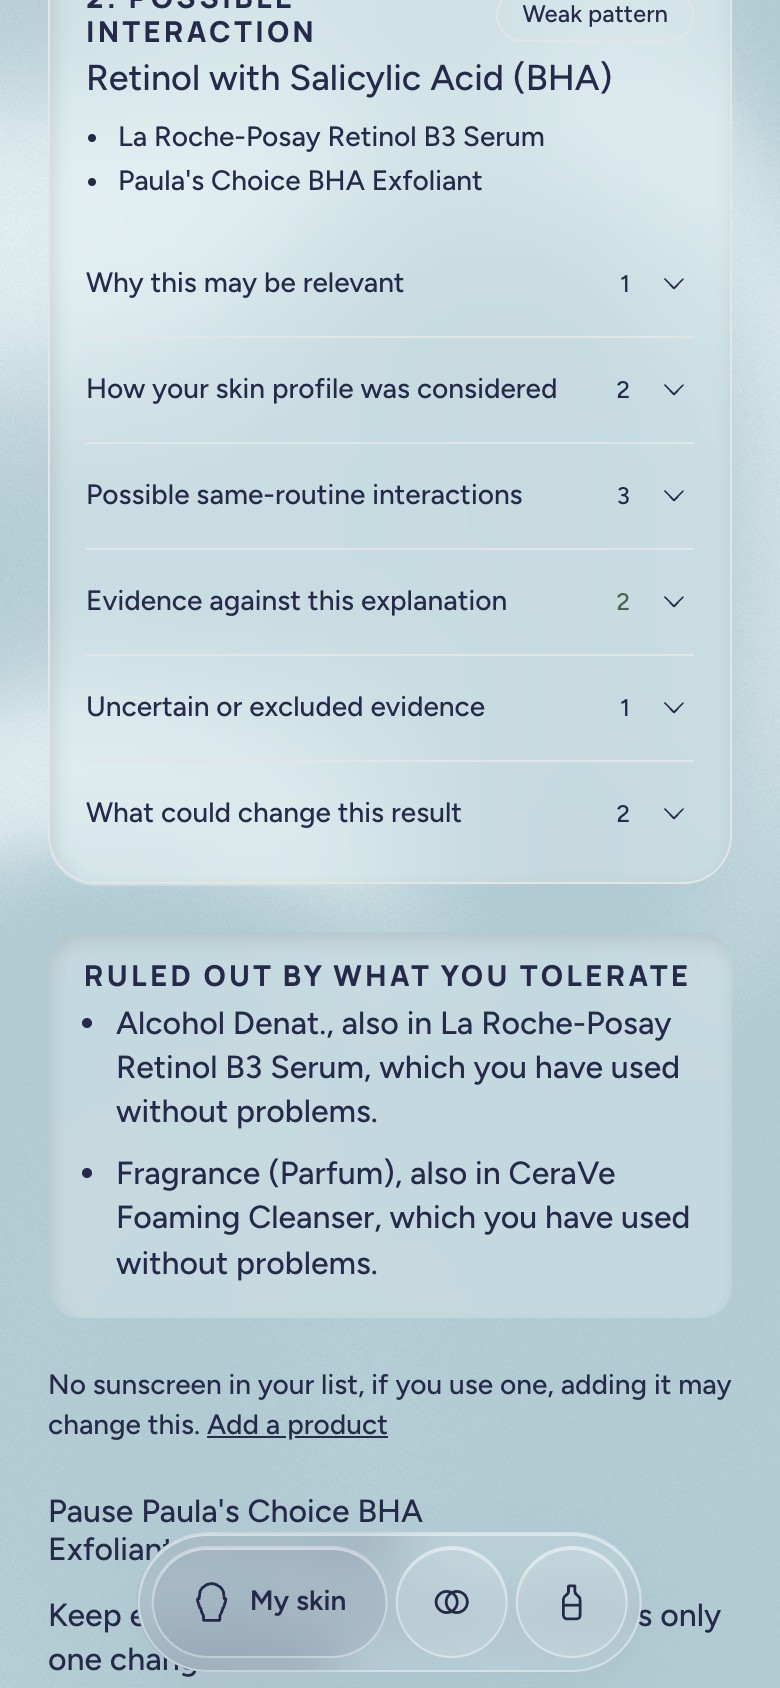 2. POSSIBLE
INTERACTION
Weak pattern
Retinol with Salicylic Acid (BHA)
• La Roche-Posay Retinol B3 Serum
• Paula's Choice BHA Exfoliant
Why this may be relevant 1
How your skin profile was considered 2
Possible same-routine interactions 3
Evidence against this explanation 2
Uncertain or excluded evidence 1
What could change this result 2
RULED OUT BY WHAT YOU TOLERATE
• Alcohol Denat., also in La Roche-Posay
Retinol B3 Serum, which you have used
without problems.
• Fragrance (Parfum), also in CeraVe
Foaming Cleanser, which you have used
without problems.
No sunscreen in your list, if you use one, adding it may
change this. Add a product
Pause Paula's Choice BHA
Exfoliant
Keep only
one
My skin